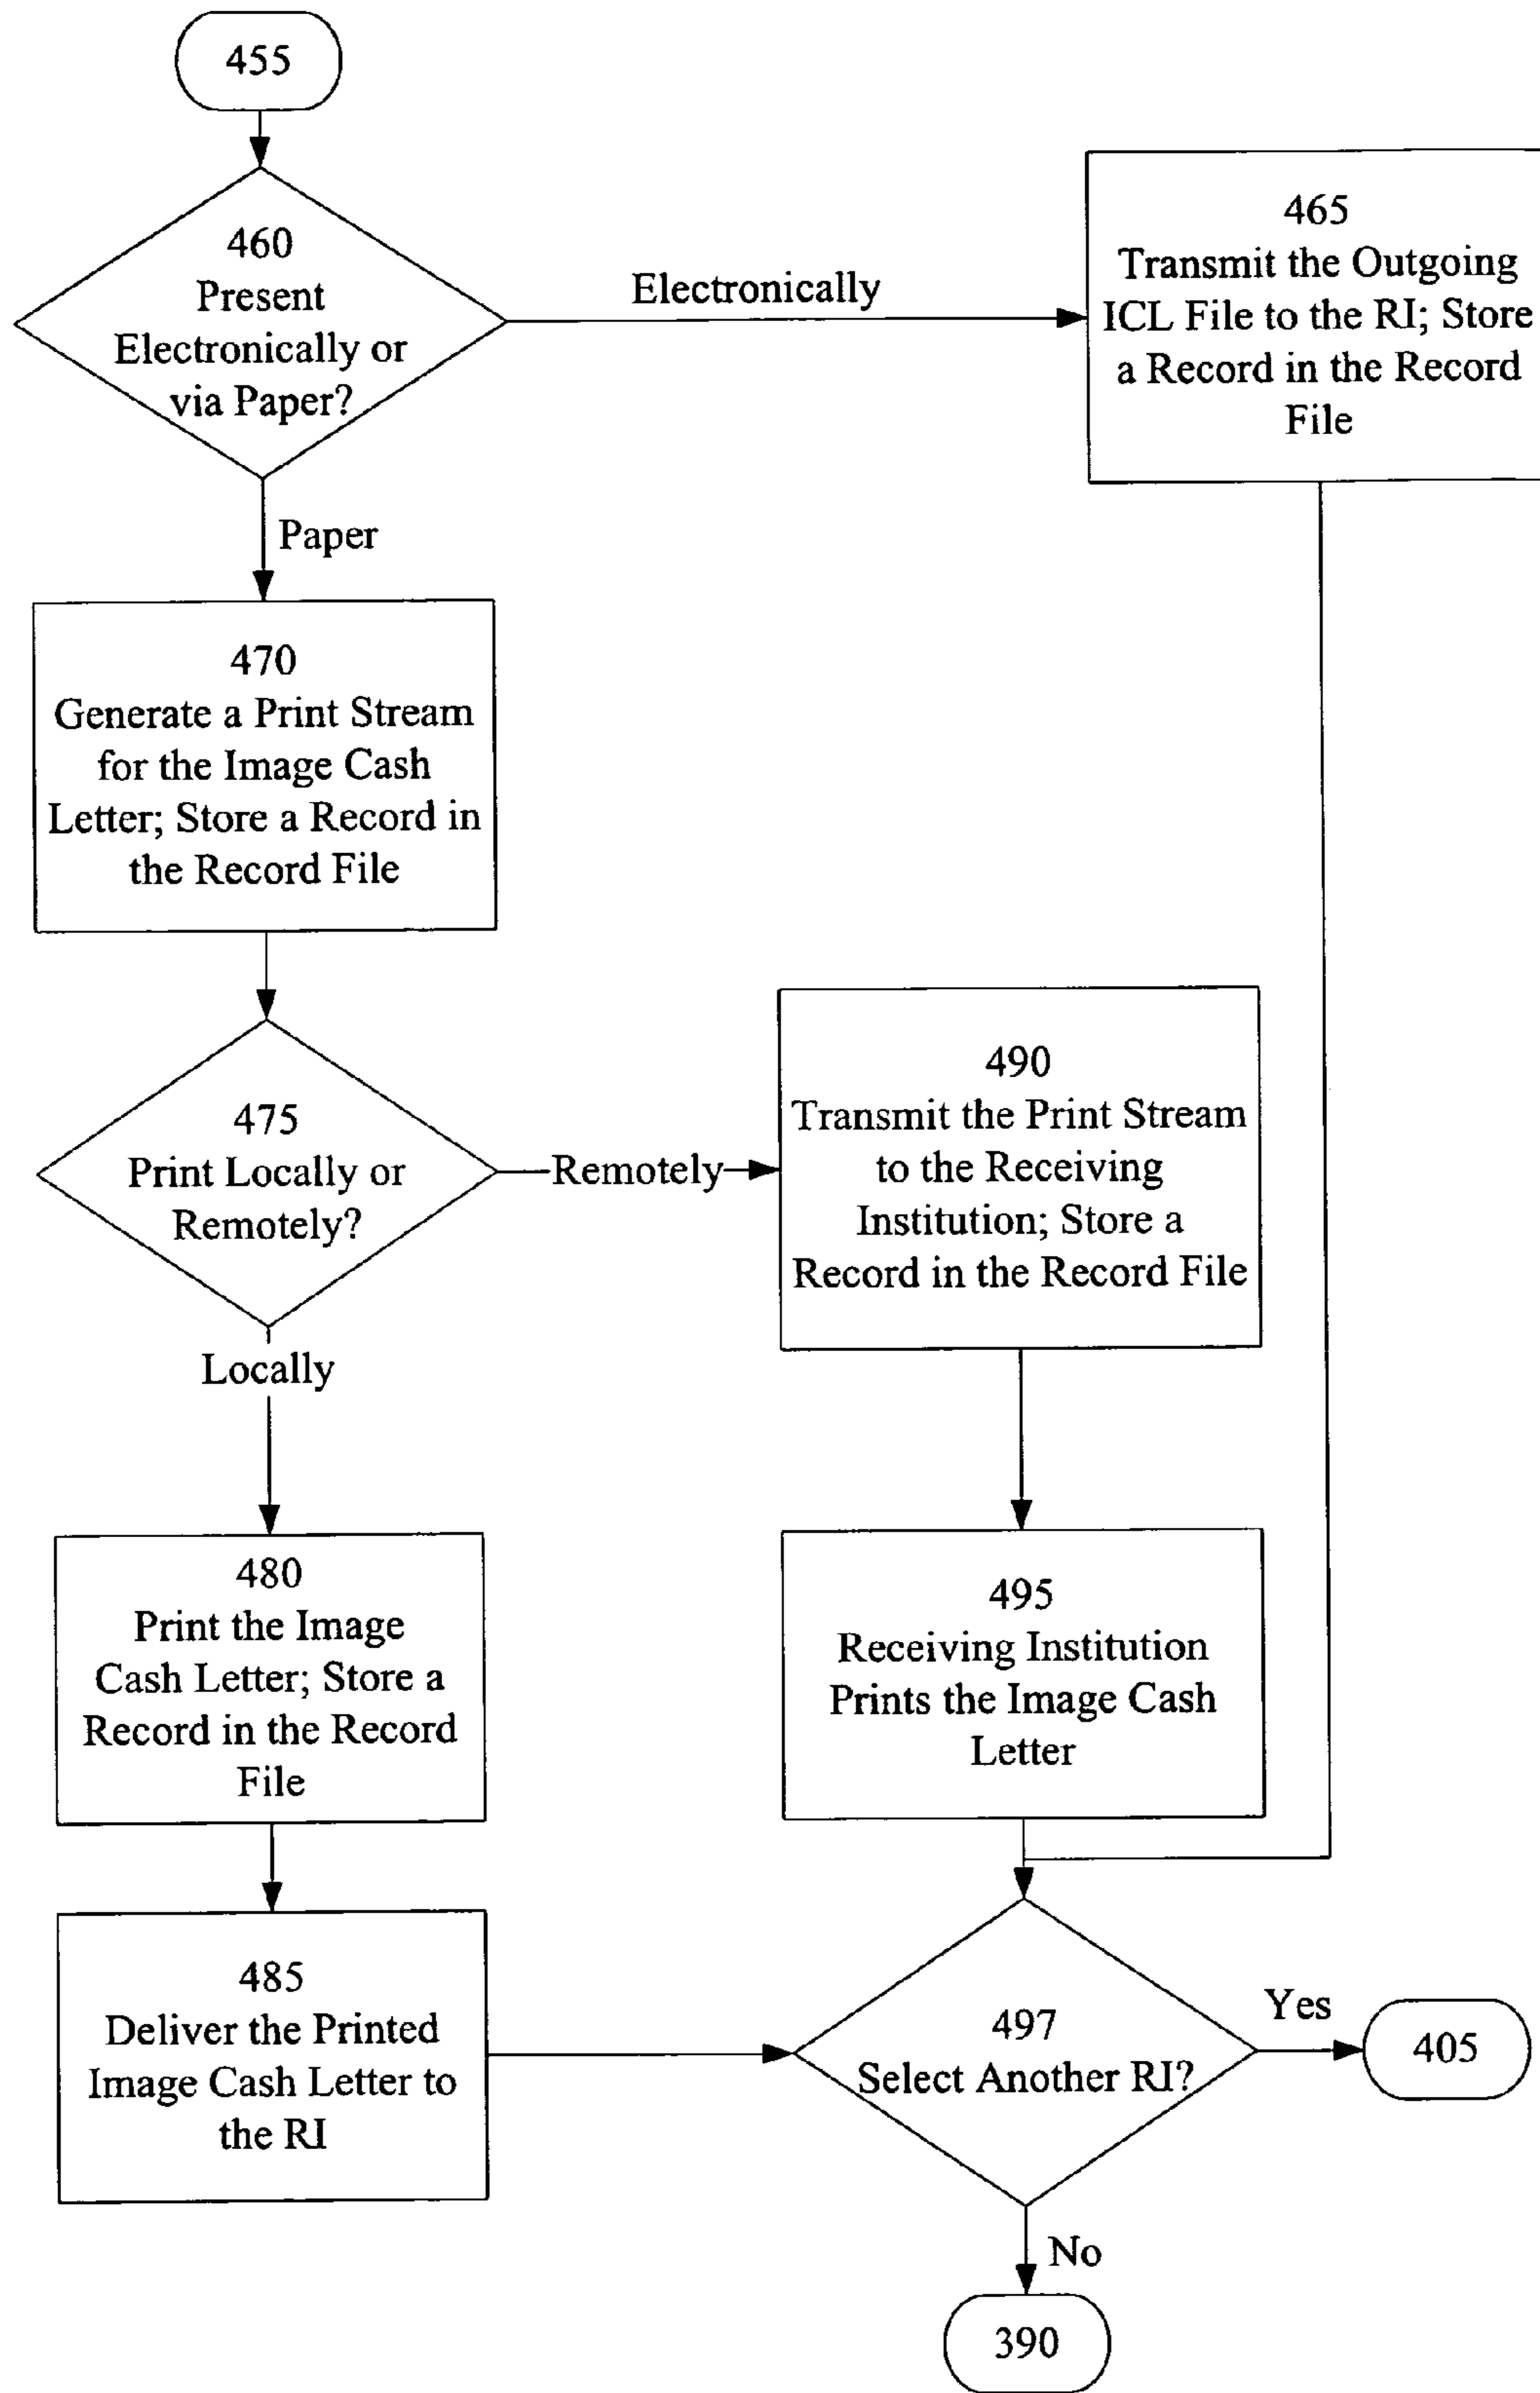 455
460
Present
Electronically or
via Paper?
Electronically
465
Transmit the Outgoing
ICL File to the RI; Store
a Record in the Record
File
Paper
470
Generate a Print Stream
for the Image Cash
Letter; Store a Record in
the Record File
475
Print Locally or
Remotely?
Remotely
490
Transmit the Print Stream
to the Receiving
Institution; Store a
Record in the Record File
Locally
480
Print the Image
Cash Letter; Store a
Record in the Record
File
495
Receiving Institution
Prints the Image Cash
Letter
485
Deliver the Printed
Image Cash Letter to
the RI
497
Select Another RI?
Yes
405
No
390